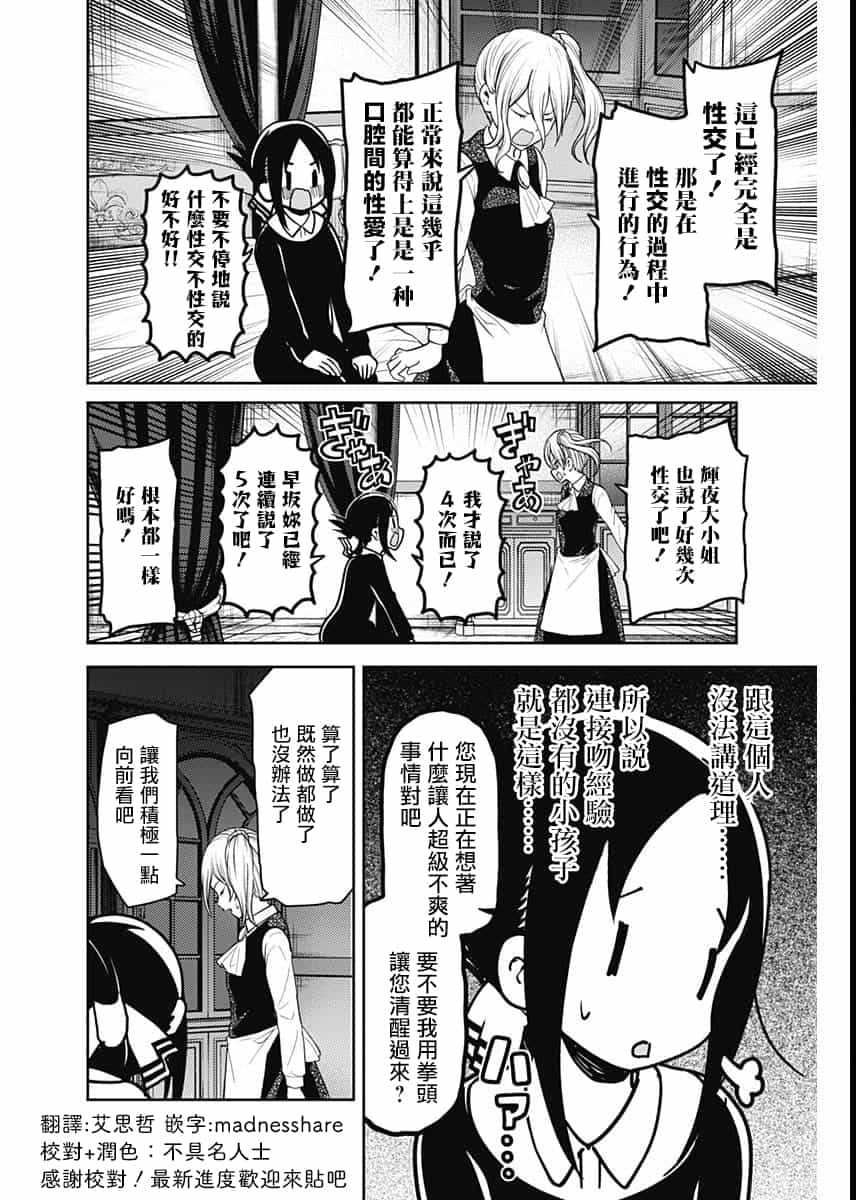 這已經完全是
性交了！
那是在
性交的過程中
進行的行為！
正常來說這幾乎
都能算得上是是一种
口腔間的性愛了！
不要不停地說
什麼性交不性交的
好不好!!
輝夜大小姐
也說了好幾次
性交了吧！
ぎゃあ
我才說了
4次而已！
ぎゃあ
早坂妳已經
連續說了
5次了吧！
根本都一樣
好嗎！
跟這個人
沒法講道理……
所以說
連接吻經驗
都沒有的小孩子
就是這樣……
ハァ…
您現在正在想著
什麼讓人超級不爽的
事情對吧
要不要我用拳頭
讓您清醒過來？
算了算了
既然做都做了
也沒辦法了
讓我們積極一點
向前看吧
翻譯:艾思哲 嵌字:madnesshare
校對+潤色：不具名人士
感謝校對！最新進度歡迎來貼吧